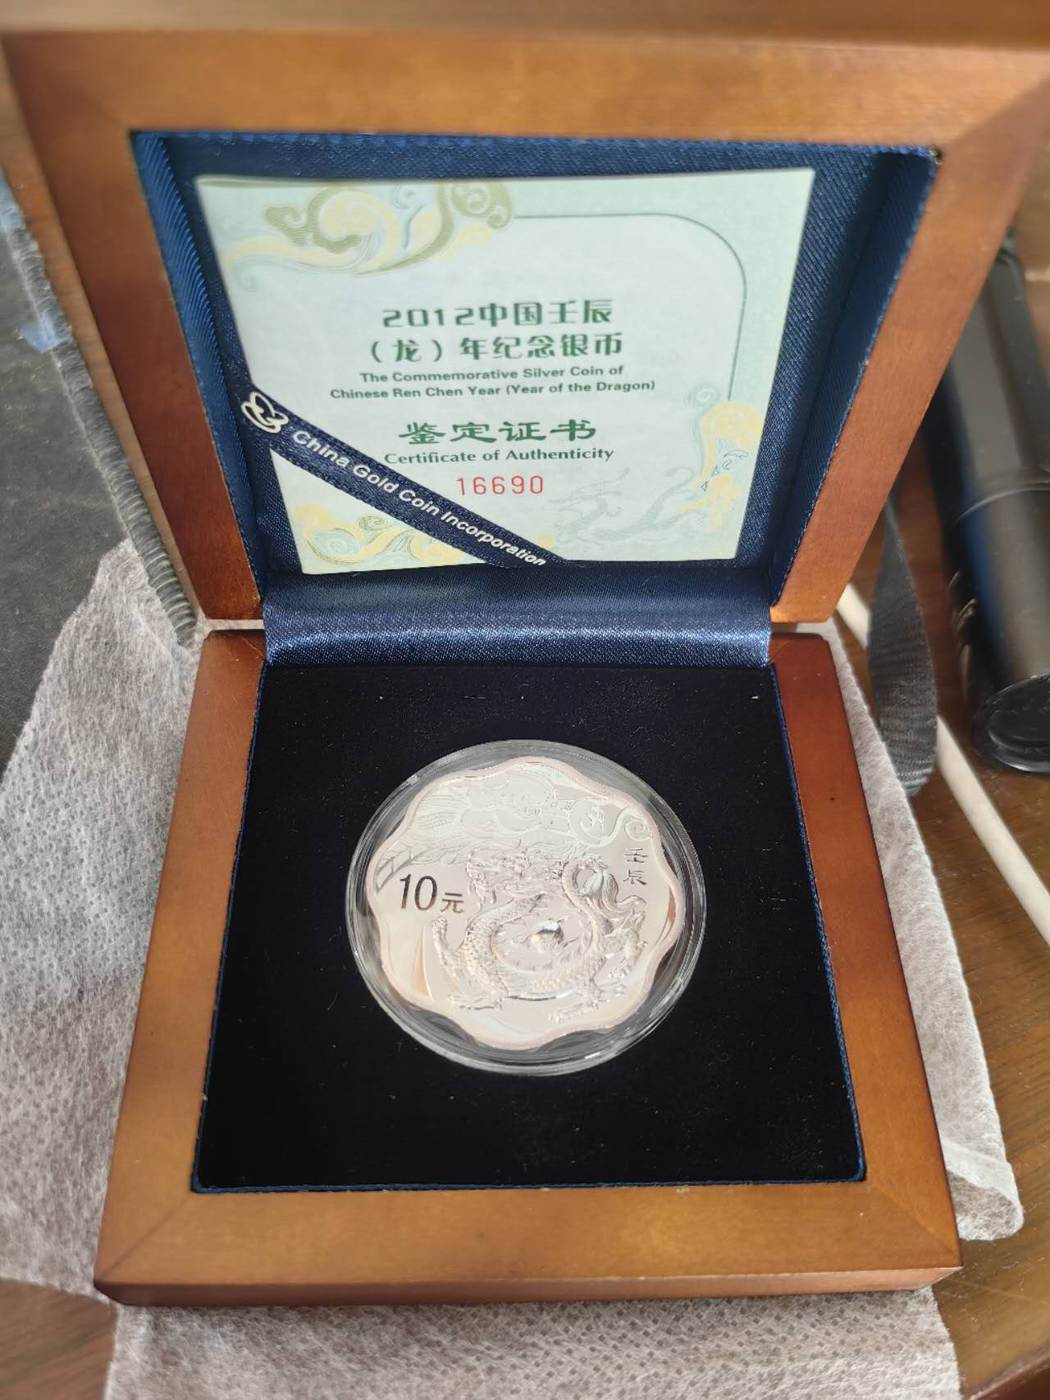 2012中国壬辰
（龙）年纪念银币
The Commemorative Silver Coin of
Chinese Ren Chen Year (Year of the Dragon)
鉴定证书
Certificate of Authenticity
16690
China Gold Coin Incorporation
壬辰
10元